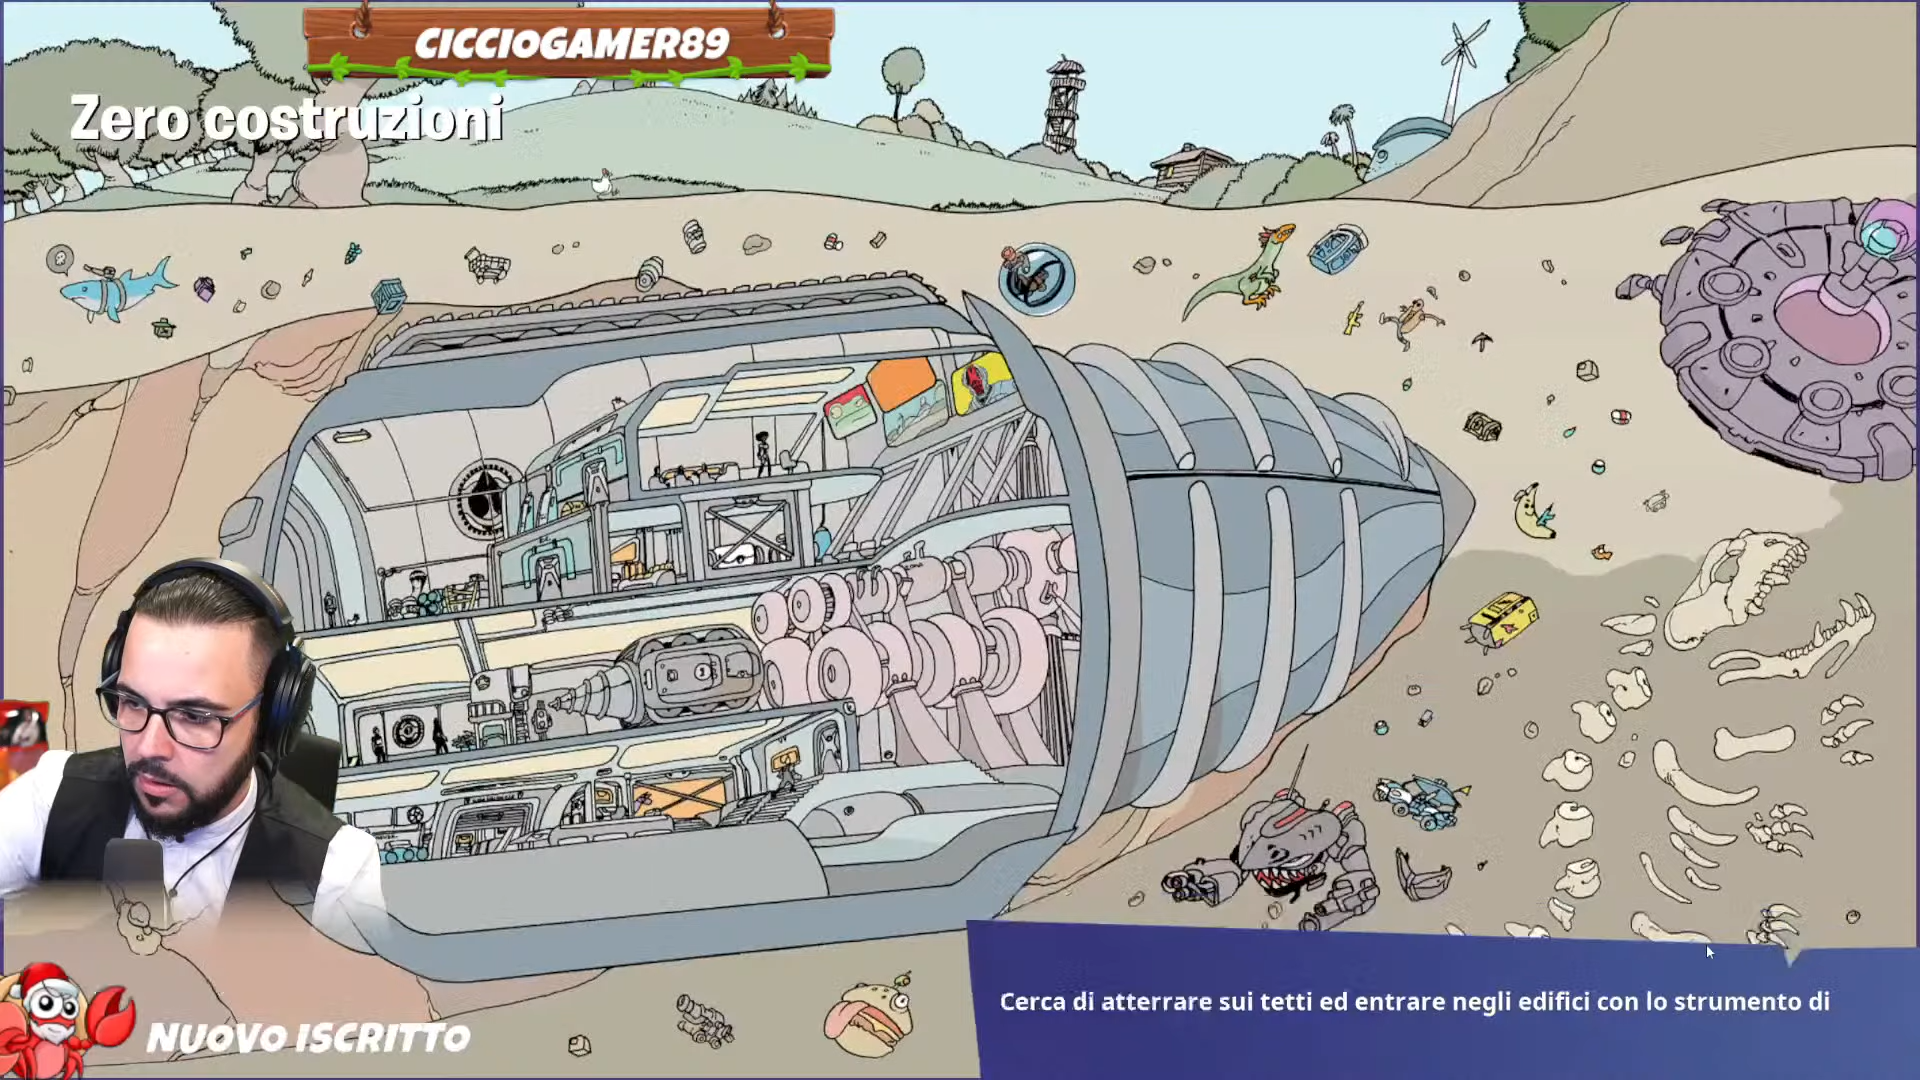 CICCIOGAMER89
Zero costruzioni
Cerca di atterrare sui tetti ed entrare negli edifici con lo strumento di
NUOVO ISCRITTO